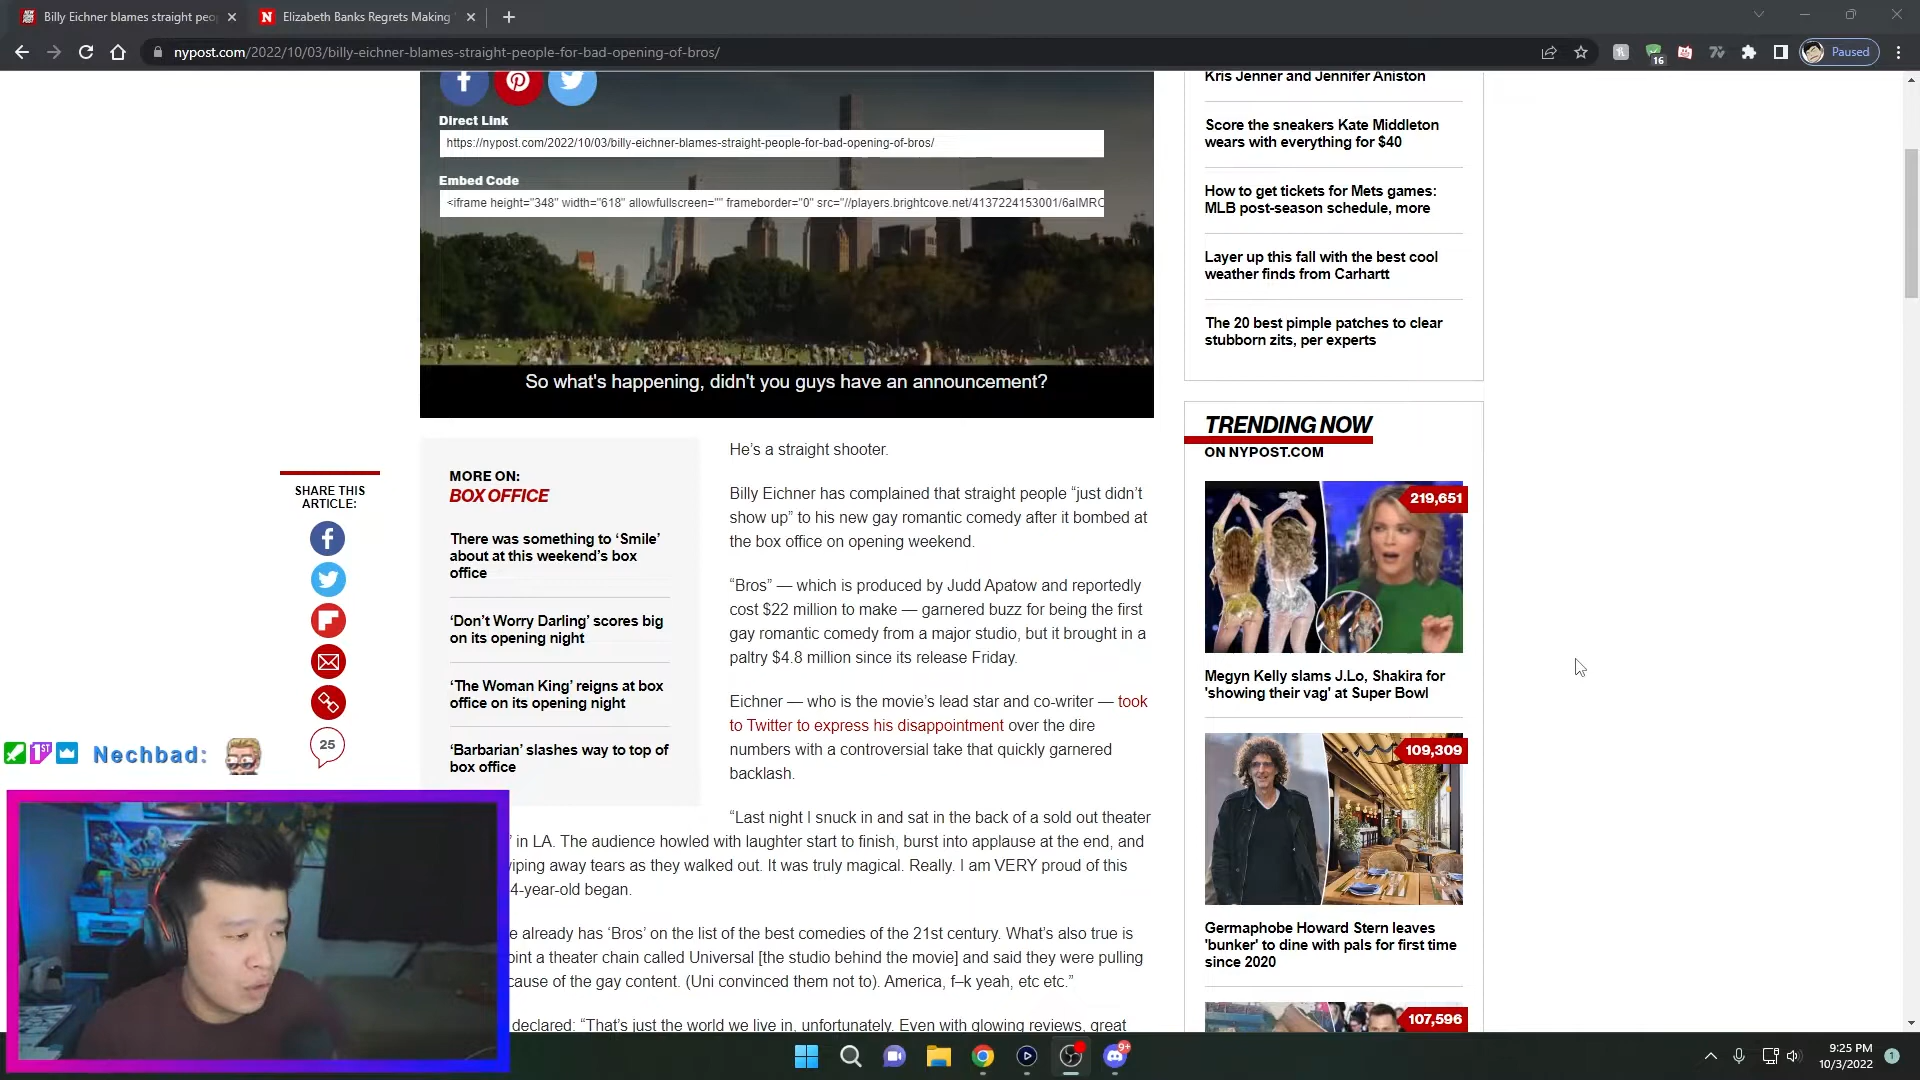 Billy Eichner blames straight peo
Elizabeth Banks Regrets Making
nypost.com/2022/10/03/billy-eichner-blames-straight-people-for-bad-opening-of-bros/
16
Paused
Direct Link
https://nypost.com/2022/10/03/billy-eichner-blames-straight-people-for-bad-opening-of-bros/
Embed Code
<iframe height="348" width="618" allowfullscreen="" frameborder="0" src="//players.brightcove.net/4137224153001/6aIMRC
So what's happening, didn't you guys have an announcement?
SHARE THIS
ARTICLE:
25
MORE ON:
BOX OFFICE
There was something to ‘Smile’
about at this weekend’s box
office
‘Don’t Worry Darling’ scores big
on its opening night
‘The Woman King’ reigns at box
office on its opening night
‘Barbarian’ slashes way to top of
box office
He’s a straight shooter.
Billy Eichner has complained that straight people “just didn’t
show up” to his new gay romantic comedy after it bombed at
the box office on opening weekend.
“Bros” — which is produced by Judd Apatow and reportedly
cost $22 million to make — garnered buzz for being the first
gay romantic comedy from a major studio, but it brought in a
paltry $4.8 million since its release Friday.
Eichner — who is the movie’s lead star and co-writer — took
to Twitter to express his disappointment over the dire
numbers with a controversial take that quickly garnered
backlash.
“Last night I snuck in and sat in the back of a sold out theater
’ in LA. The audience howled with laughter start to finish, burst into applause at the end, and
iping away tears as they walked out. It was truly magical. Really. I am VERY proud of this
4-year-old began.
e already has ‘Bros’ on the list of the best comedies of the 21st century. What’s also true is
oint a theater chain called Universal [the studio behind the movie] and said they were pulling
cause of the gay content. (Uni convinced them not to). America, f–k yeah, etc etc.”
declared: “That’s just the world we live in, unfortunately. Even with glowing reviews, great
Kris Jenner and Jennifer Aniston
Score the sneakers Kate Middleton
wears with everything for $40
How to get tickets for Mets games:
MLB post-season schedule, more
Layer up this fall with the best cool
weather finds from Carhartt
The 20 best pimple patches to clear
stubborn zits, per experts
TRENDING NOW
ON NYPOST.COM
219,651
Megyn Kelly slams J.Lo, Shakira for
'showing their vag' at Super Bowl
109,309
Germaphobe Howard Stern leaves
'bunker' to dine with pals for first time
since 2020
107,596
1ST
Nechbad:
9+
9:25 PM
10/3/2022
1